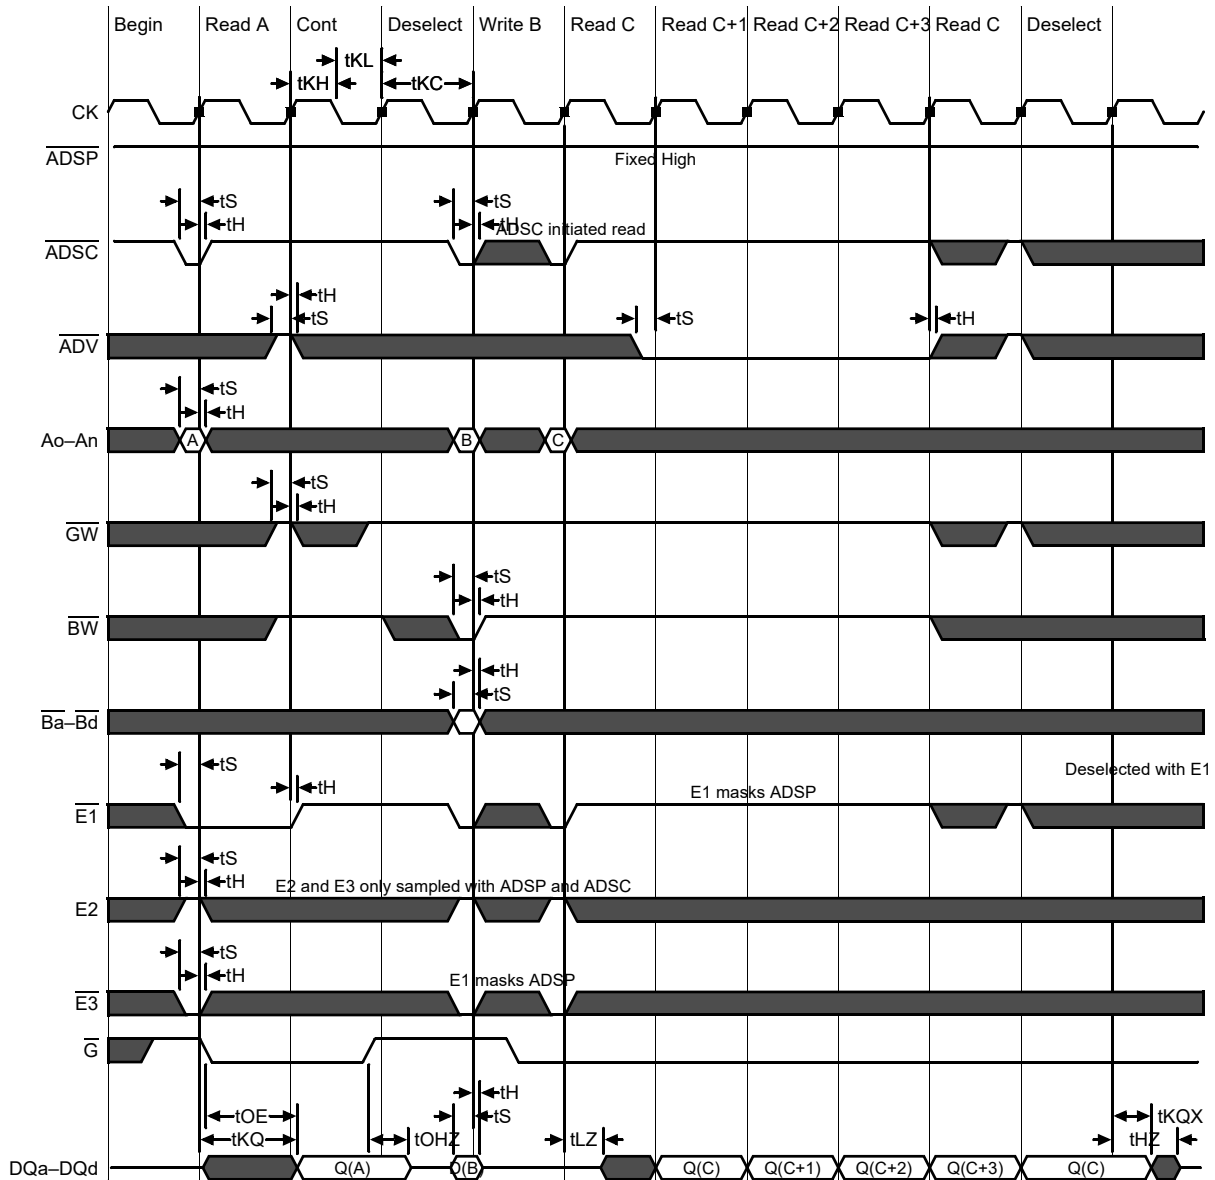 Begin Read A Cont Deselect Write B Read C Read C+1 Read C+2 Read C+3 Read C Deselect
tKL
tKH tKC
CK
ADSP Fixed High
tS tS
tH tH
ADSC ADSC initiated read
tH
tS tS tH
ADV
tS
tH
Ao–An A B C
tS
tH
GW
tS
tH
BW
tH
tS
Ba–Bd
tS Deselected with E1
tH E1 masks ADSP
E1
tS
tH E2 and E3 only sampled with ADSP and ADSC
E2
tS
tH E1 masks ADSP
E3
G
tH
tOE tS tKQX
tKQ tOHZ tLZ tHZ
DQa–DQd Q(A) D(B) Q(C) Q(C+1) Q(C+2) Q(C+3) Q(C)